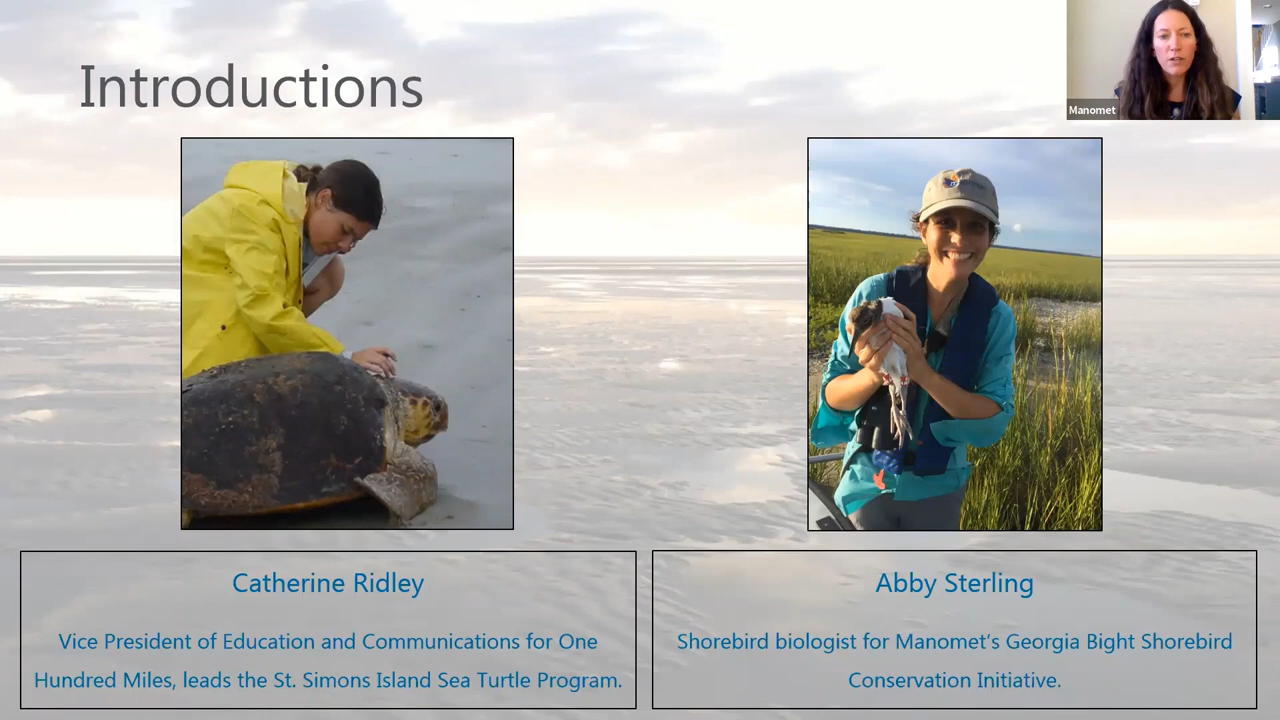 Introductions
Manomet
Catherine Ridley
Vice President of Education and Communications for One
Hundred Miles, leads the St. Simons Island Sea Turtle Program.
Abby Sterling
Shorebird biologist for Manomet's Georgia Bight Shorebird
Conservation Initiative.